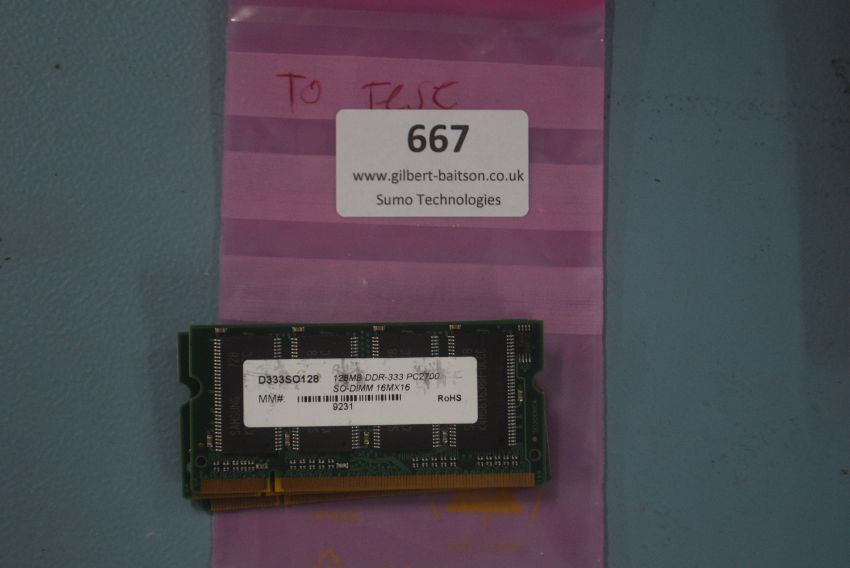 TO TEST
667
www.gilbert-baitson.co.uk
Sumo Technologies
D333SO128 128MB DDR-333 PC2700
SO-DIMM 16MX16
MM# RoHS
9231
SAMSUNG